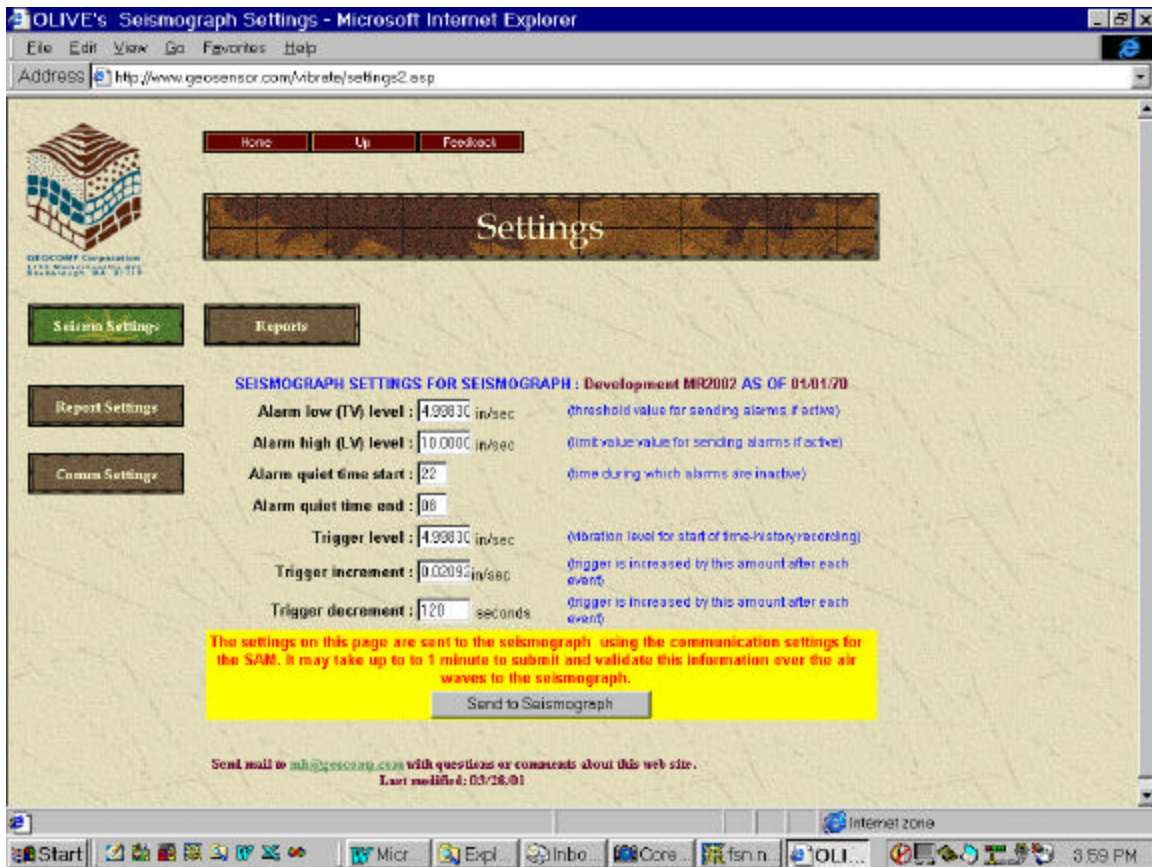 OLIVE's Seismograph Settings - Microsoft Internet Explorer
File Edit View Go Favorites Help
Address http://www.geosensor.com/vibrate/settings2.asp
Home Up Feedback
Settings
GEOCOMP Corporation
Seismo Settings Reports
Report Settings
Comm Settings
SEISMOGRAPH SETTINGS FOR SEISMOGRAPH : Development MR2002 AS OF 01/01/70
Alarm low (TV) level : 4.99830 in/sec (threshold value for sending alarms if active)
Alarm high (LV) level : 10.0000 in/sec (limit value value for sending alarms if active)
Alarm quiet time start : 22 (time during which alarms are inactive)
Alarm quiet time end : 06
Trigger level : 4.99830 in/sec (vibration level for start of time-history recording)
Trigger increment : 0.02092 in/sec (trigger is increased by this amount after each
event)
Trigger decrement : 120 seconds (trigger is increased by this amount after each
event)
The settings on this page are sent to the seismograph using the communication settings for
the SAM. It may take up to to 1 minute to submit and validate this information over the air
waves to the seismograph.
Send to Seismograph
Send mail to mh@geocomp.com with questions or comments about this web site.
Last modified: 03/28/01
Internet zone
Start Micr... Expl... Inbo... Core... fsn.n... OLI... 3:59 PM